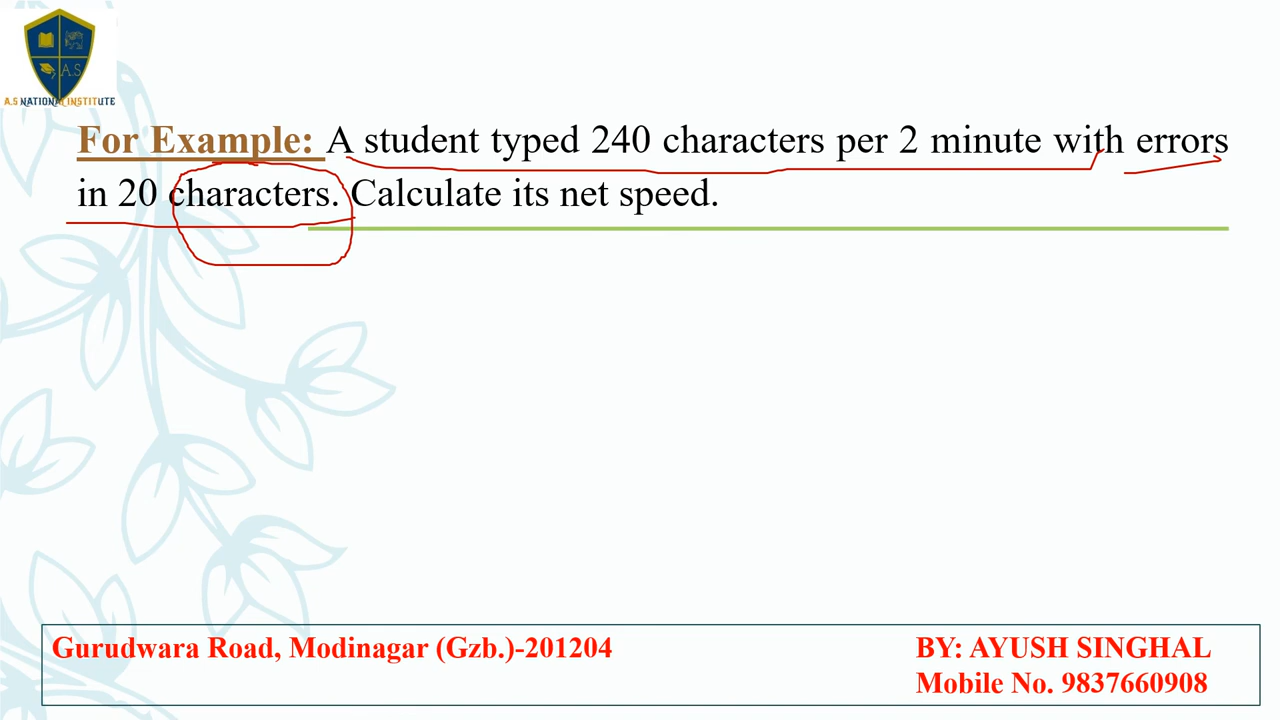 A.S
A.S NATIONAL INSTITUTE
For Example: A student typed 240 characters per 2 minute with errors
in 20 characters. Calculate its net speed.
Gurudwara Road, Modinagar (Gzb.)-201204
BY: AYUSH SINGHAL
Mobile No. 9837660908